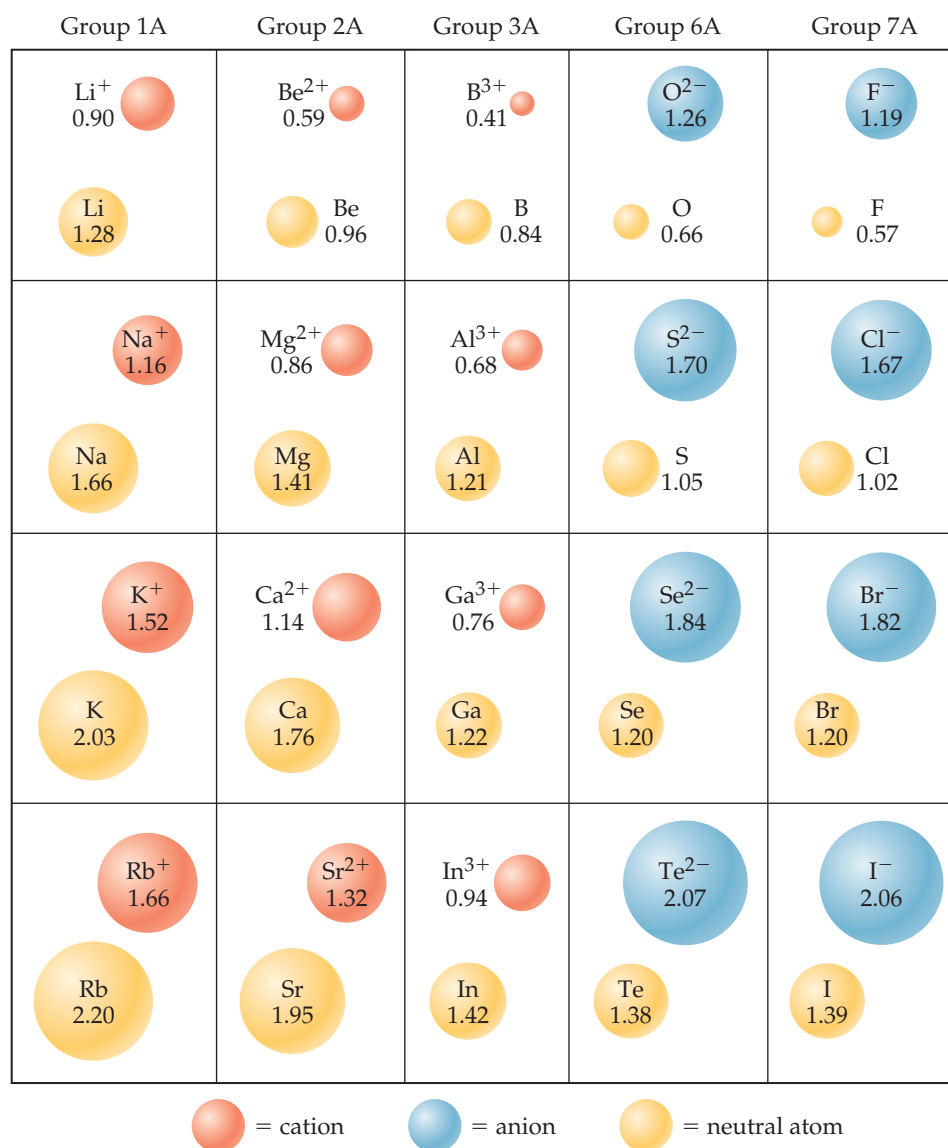 Group 1A Group 2A Group 3A Group 6A Group 7A
Li⁺ Be²⁺ B³⁺ O²⁻ F⁻
0.90 0.59 0.41 1.26 1.19
Li Be B O F
1.28 0.96 0.84 0.66 0.57
Na⁺ Mg²⁺ Al³⁺ S²⁻ Cl⁻
1.16 0.86 0.68 1.70 1.67
Na Mg Al S Cl
1.66 1.41 1.21 1.05 1.02
K⁺ Ca²⁺ Ga³⁺ Se²⁻ Br⁻
1.52 1.14 0.76 1.84 1.82
K Ca Ga Se Br
2.03 1.76 1.22 1.20 1.20
Rb⁺ Sr²⁺ In³⁺ Te²⁻ I⁻
1.66 1.32 0.94 2.07 2.06
Rb Sr In Te I
2.20 1.95 1.42 1.38 1.39
= cation = anion = neutral atom